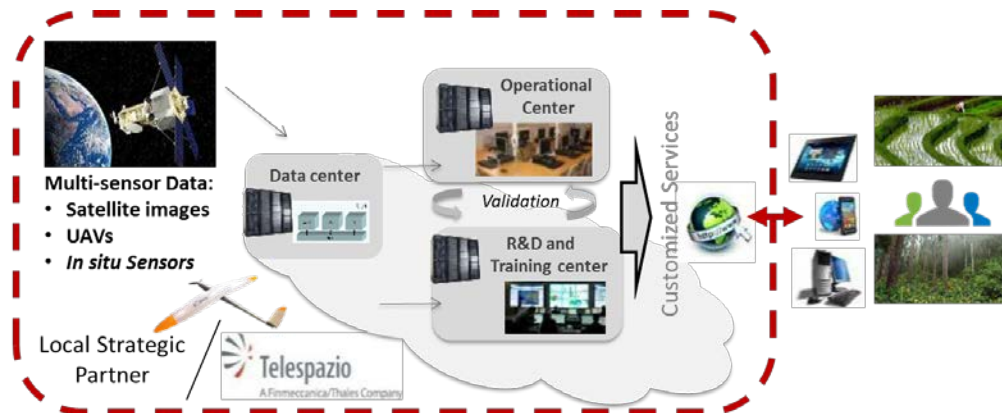 Multi-sensor Data:
• Satellite images
• UAVs
• In situ Sensors
Local Strategic
Partner
Telespazio
A Finmeccanica/Thales Company
Data center
Operational
Center
Validation
R&D and
Training center
Customized Services